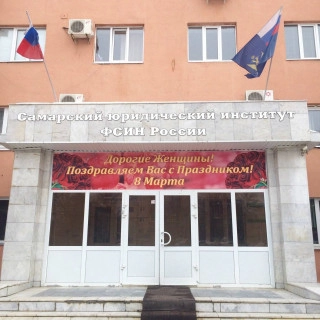 Самарский юридический институт
ФСИН России
Дорогие Женщины!
Поздравляем Вас с Праздником!
8 Марта